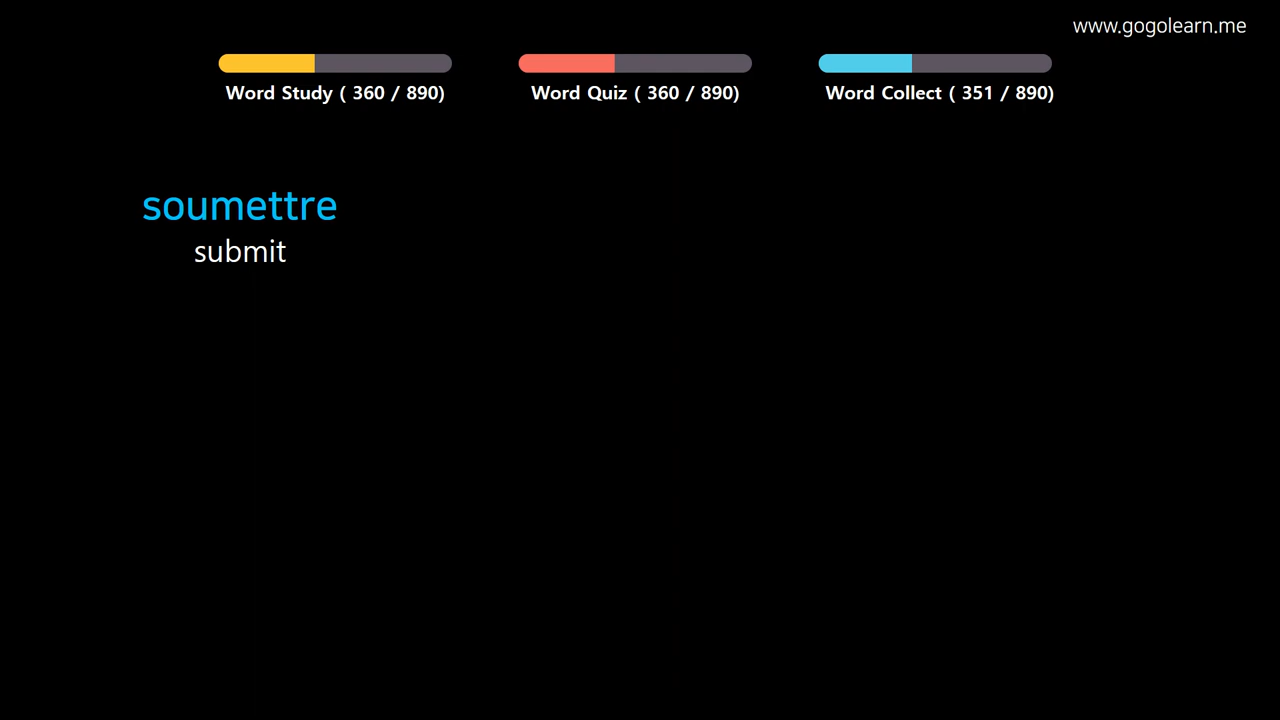 www.gogolearn.me
Word Study ( 360 / 890)
Word Quiz ( 360 / 890)
Word Collect ( 351 / 890)
soumettre
submit